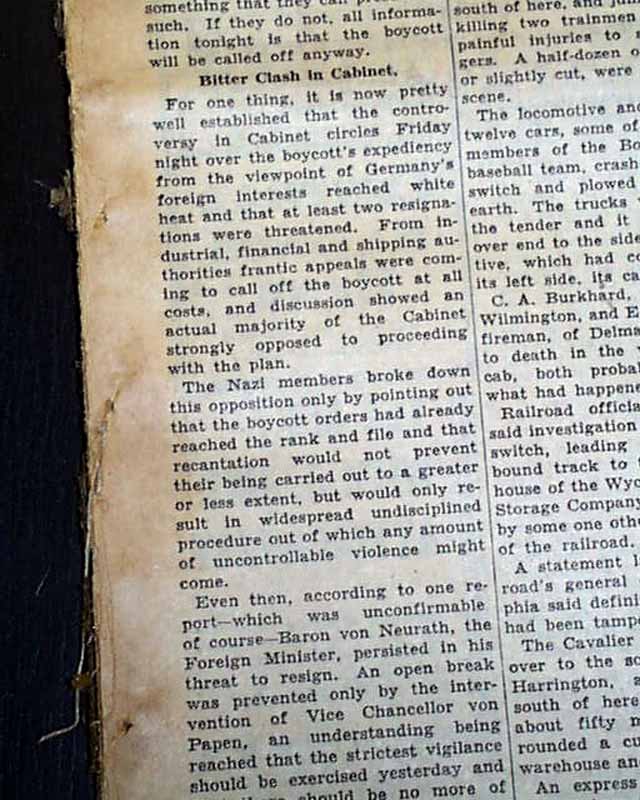 something that they can
such. If they do not, all informa-
tion tonight is that the boycott
will be called off anyway.
Bitter Clash in Cabinet.
For one thing, it is now pretty
well established that the contro-
versy in Cabinet circles Friday
night over the boycott's expediency
from the viewpoint of Germany's
foreign interests reached white
heat and that at least two resigna-
tions were threatened. From in-
dustrial, financial and shipping au-
thorities frantic appeals were com-
ing to call off the boycott at all
costs, and discussion showed an
actual majority of the Cabinet
strongly opposed to proceeding
with the plan.
The Nazi members broke down
this opposition only by pointing out
that the boycott orders had already
reached the rank and file and that
recantation would not prevent
their being carried out to a greater
or less extent, but would only re-
sult in widespread undisciplined
procedure out of which any amount
of uncontrollable violence might
come.
Even then, according to one re-
port—which was unconfirmable
of course—Baron von Neurath, the
Foreign Minister, persisted in his
threat to resign. An open break
was prevented only by the inter-
vention of Vice Chancellor von
Papen, an understanding being
reached that the strictest vigilance
should be exercised yesterday and
should be no more of
south of here, and
killing two trainmen
painful injuries to
gers. A half-dozen
or slightly cut, were
scene.
The locomotive and
twelve cars, some of
members of the Bo
baseball team, crash
switch and plowed
earth. The trucks
the tender and it
over end to the side
tive, which had co
its left side, its ca
C. A. Burkhard,
Wilmington, and E
fireman, of Delma
to death in the
cab, both probal
what had happene
Railroad officia
said investigation
switch, leading
bound track to
house of the Wyo
Storage Company
by some one oth
of the railroad.
A statement
road's general
phia said defini
had been tampe
The Cavalier
over to the so
Harrington, a
south of here
about fifty m
rounded a cu
warehouse and
An express